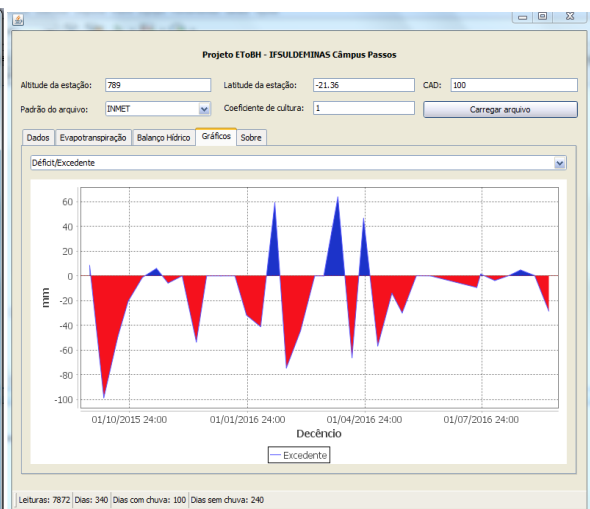 Projeto EToBH - IFSULDEMINAS Câmpus Passos
Altitude da estação: 789 Latitude da estação: -21.36 CAD: 100
Padrão do arquivo: INMET Coeficiente de cultura: 1 Carregar arquivo
Dados Evapotranspiração Balanço Hídrico Gráficos Sobre
Déficit/Excedente
60
40
20
0
-20
-40
-60
-80
-100
mm
01/10/2015 24:00 01/01/2016 24:00 01/04/2016 24:00 01/07/2016 24:00
Decêncio
Excedente
Leituras: 7872 Dias: 340 Dias com chuva: 100 Dias sem chuva: 240